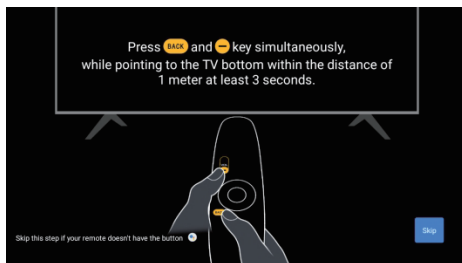 Press BACK and — key simultaneously,
while pointing to the TV bottom within the distance of
1 meter at least 3 seconds.
Skip
Skip this step if your remote doesn't have the button